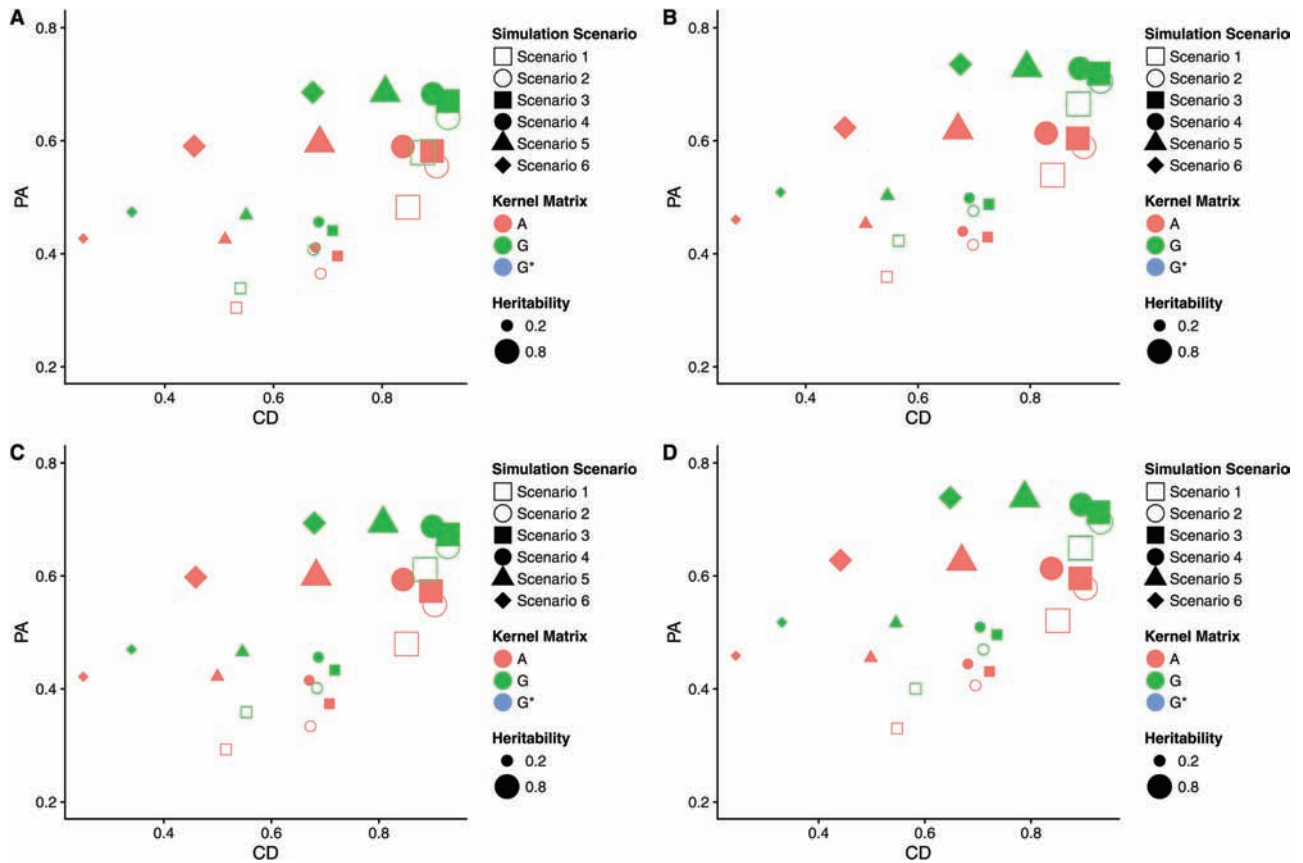 A
0.8
0.6
0.4
0.2
PA
0.4
0.6
0.8
CD
Simulation Scenario
Scenario 1
Scenario 2
Scenario 3
Scenario 4
Scenario 5
Scenario 6
Kernel Matrix
A
G
G*
Heritability
0.2
0.8
B
0.8
0.6
0.4
0.2
PA
0.4
0.6
0.8
CD
Simulation Scenario
Scenario 1
Scenario 2
Scenario 3
Scenario 4
Scenario 5
Scenario 6
Kernel Matrix
A
G
G*
Heritability
0.2
0.8
C
0.8
0.6
0.4
0.2
PA
0.4
0.6
0.8
CD
Simulation Scenario
Scenario 1
Scenario 2
Scenario 3
Scenario 4
Scenario 5
Scenario 6
Kernel Matrix
A
G
G*
Heritability
0.2
0.8
D
0.8
0.6
0.4
0.2
PA
0.4
0.6
0.8
CD
Simulation Scenario
Scenario 1
Scenario 2
Scenario 3
Scenario 4
Scenario 5
Scenario 6
Kernel Matrix
A
G
G*
Heritability
0.2
0.8